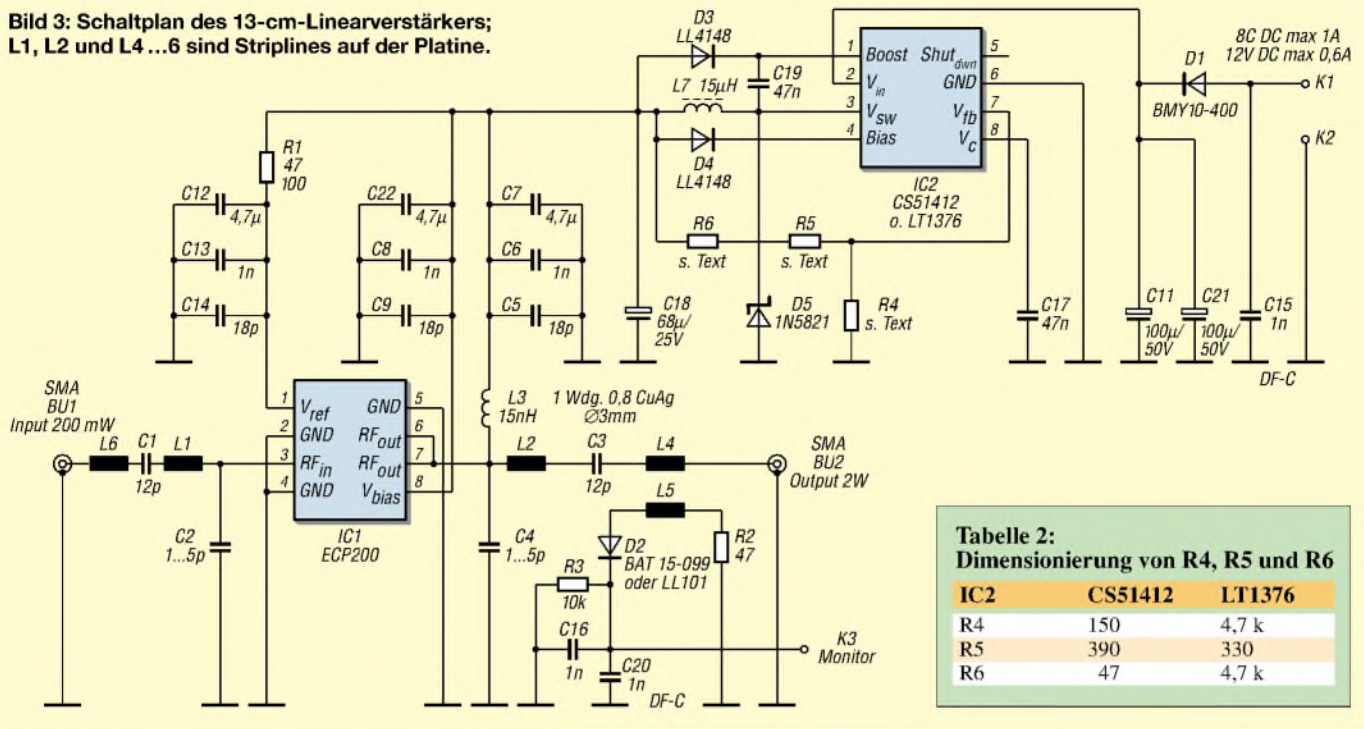 Bild 3: Schaltplan des 13-cm-Linearverstärkers;
L1, L2 und L4 ...6 sind Striplines auf der Platine.
D3
LL4148
L7 15µH
C19
47n
D4
LL4148
1 Boost
2 Vin
3 Vsw
4 Bias
Shutdwn 5
GND 6
Vfb 7
VC 8
IC2
CS51412
o. LT1376
8C DC max 1A
12V DC max 0,6A
D1
BMY10-400
K1
K2
R1
47
100
C12
4,7µ
C13
1n
C14
18p
C22
4,7µ
C8
1n
C9
18p
C7
4,7µ
C6
1n
C5
18p
R6
s. Text
R5
s. Text
C18
68µ/
25V
D5
1N5821
R4
s. Text
C17
47n
C11
100µ/
50V
C21
100µ/
50V
C15
1n
DF-C
SMA
BU1
Input 200 mW
L6
C1
12p
L1
C2
1...5p
1 Vref
2 GND
3 RFin
4 GND
GND 5
RFout 6
RFout 7
Vbias 8
IC1
ECP200
L3
15nH
1 Wdg. 0,8 CuAg
Ø3mm
L2
C3
12p
L4
SMA
BU2
Output 2W
L5
C4
1...5p
D2
BAT 15-099
oder LL101
R2
47
R3
10k
C16
1n
C20
1n
DF-C
K3
Monitor
Tabelle 2:
Dimensionierung von R4, R5 und R6
IC2 CS51412 LT1376
R4 150 4,7 k
R5 390 330
R6 47 4,7 k